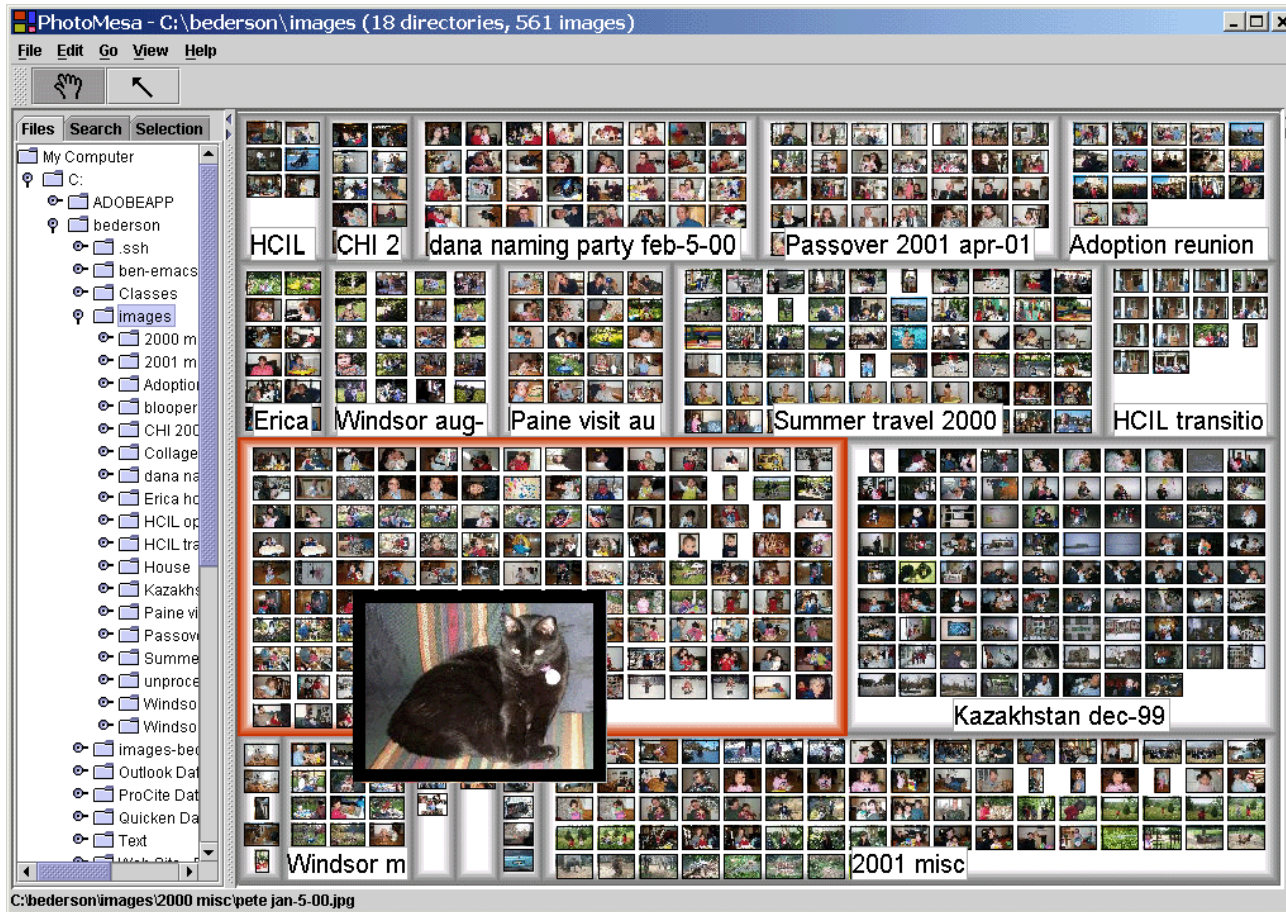 PhotoMesa - C:\bederson\images (18 directories, 561 images)
File Edit Go View Help
Files Search Selection
My Computer
C:
ADOBEAPP
bederson
.ssh
ben-emacs
Classes
images
2000 m
2001 m
Adoption
blooper
CHI 200
Collage
dana na
Erica ho
HCIL op
HCIL tra
House
Kazakhs
Paine vi
Passov
Summe
unproce
Windso
Windso
images-bed
Outlook Dat
ProCite Dat
Quicken Da
Text
HCIL
CHI 2
dana naming party feb-5-00
Passover 2001 apr-01
Adoption reunion
Erica
Windsor aug-
Paine visit au
Summer travel 2000
HCIL transitio
Kazakhstan dec-99
Windsor m
2001 misc
C:\bederson\images\2000 misc\pete jan-5-00.jpg